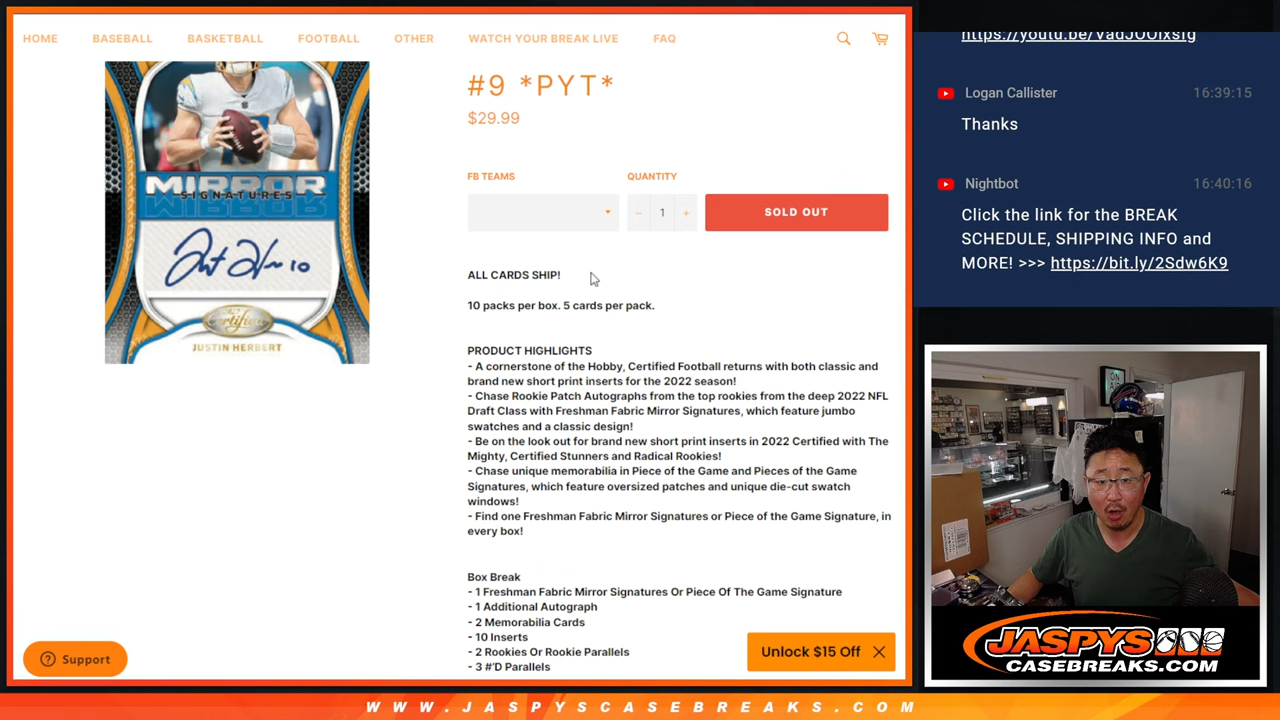 HOME BASEBALL BASKETBALL FOOTBALL OTHER WATCH YOUR BREAK LIVE FAQ
#9 *PYT*
$29.99
FB TEAMS QUANTITY
− 1 + SOLD OUT
MIRROR
SIGNATURES
Certified
JUSTIN HERBERT
ALL CARDS SHIP!
10 packs per box. 5 cards per pack.
PRODUCT HIGHLIGHTS
- A cornerstone of the Hobby, Certified Football returns with both classic and
brand new short print inserts for the 2022 season!
- Chase Rookie Patch Autographs from the top rookies from the deep 2022 NFL
Draft Class with Freshman Fabric Mirror Signatures, which feature jumbo
swatches and a classic design!
- Be on the look out for brand new short print inserts in 2022 Certified with The
Mighty, Certified Stunners and Radical Rookies!
- Chase unique memorabilia in Piece of the Game and Pieces of the Game
Signatures, which feature oversized patches and unique die-cut swatch
windows!
- Find one Freshman Fabric Mirror Signatures or Piece of the Game Signature, in
every box!
Box Break
- 1 Freshman Fabric Mirror Signatures Or Piece Of The Game Signature
- 1 Additional Autograph
- 2 Memorabilia Cards
- 10 Inserts
- 2 Rookies Or Rookie Parallels
- 3 #'D Parallels
Support
Unlock $15 Off
Logan Callister 16:39:15
Thanks
Nightbot 16:40:16
Click the link for the BREAK
SCHEDULE, SHIPPING INFO and
MORE! >>> https://bit.ly/2Sdw6K9
JASPYS
CASEBREAKS.COM
WWW.JASPYSCASEBREAKS.COM